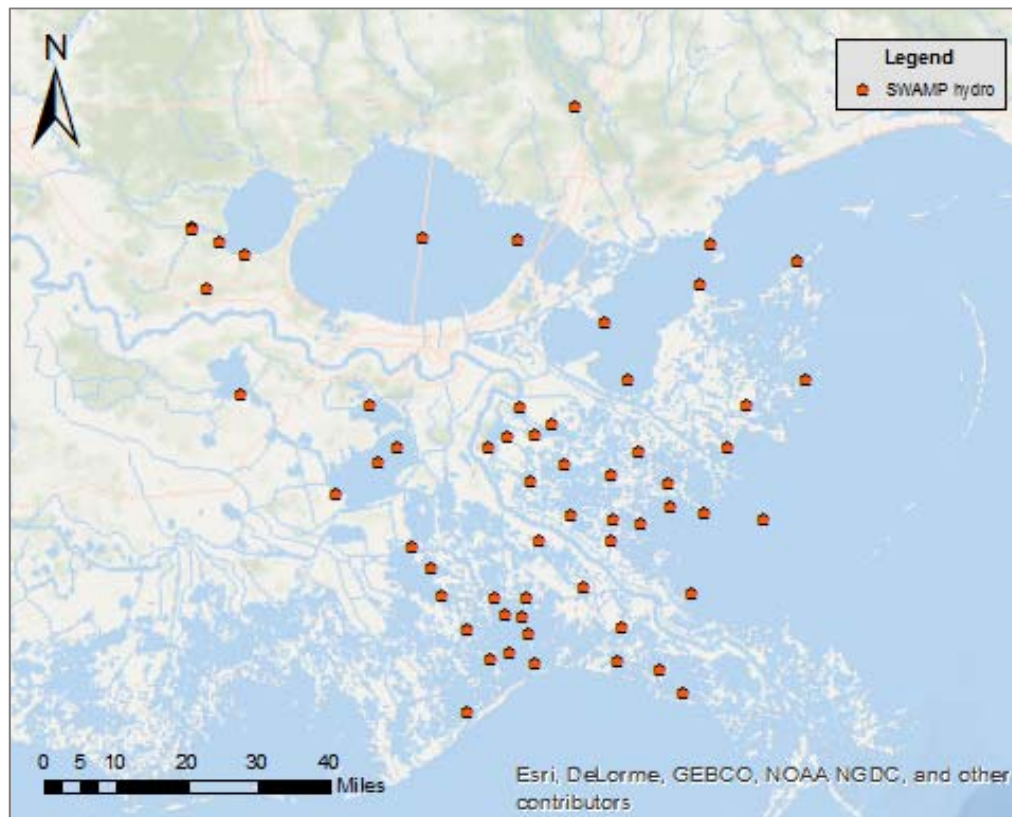 N
Legend
SWAMP hydro
0 5 10 20 30 40
Miles
Esri, DeLorme, GEBCO, NOAA NGDC, and other
contributors